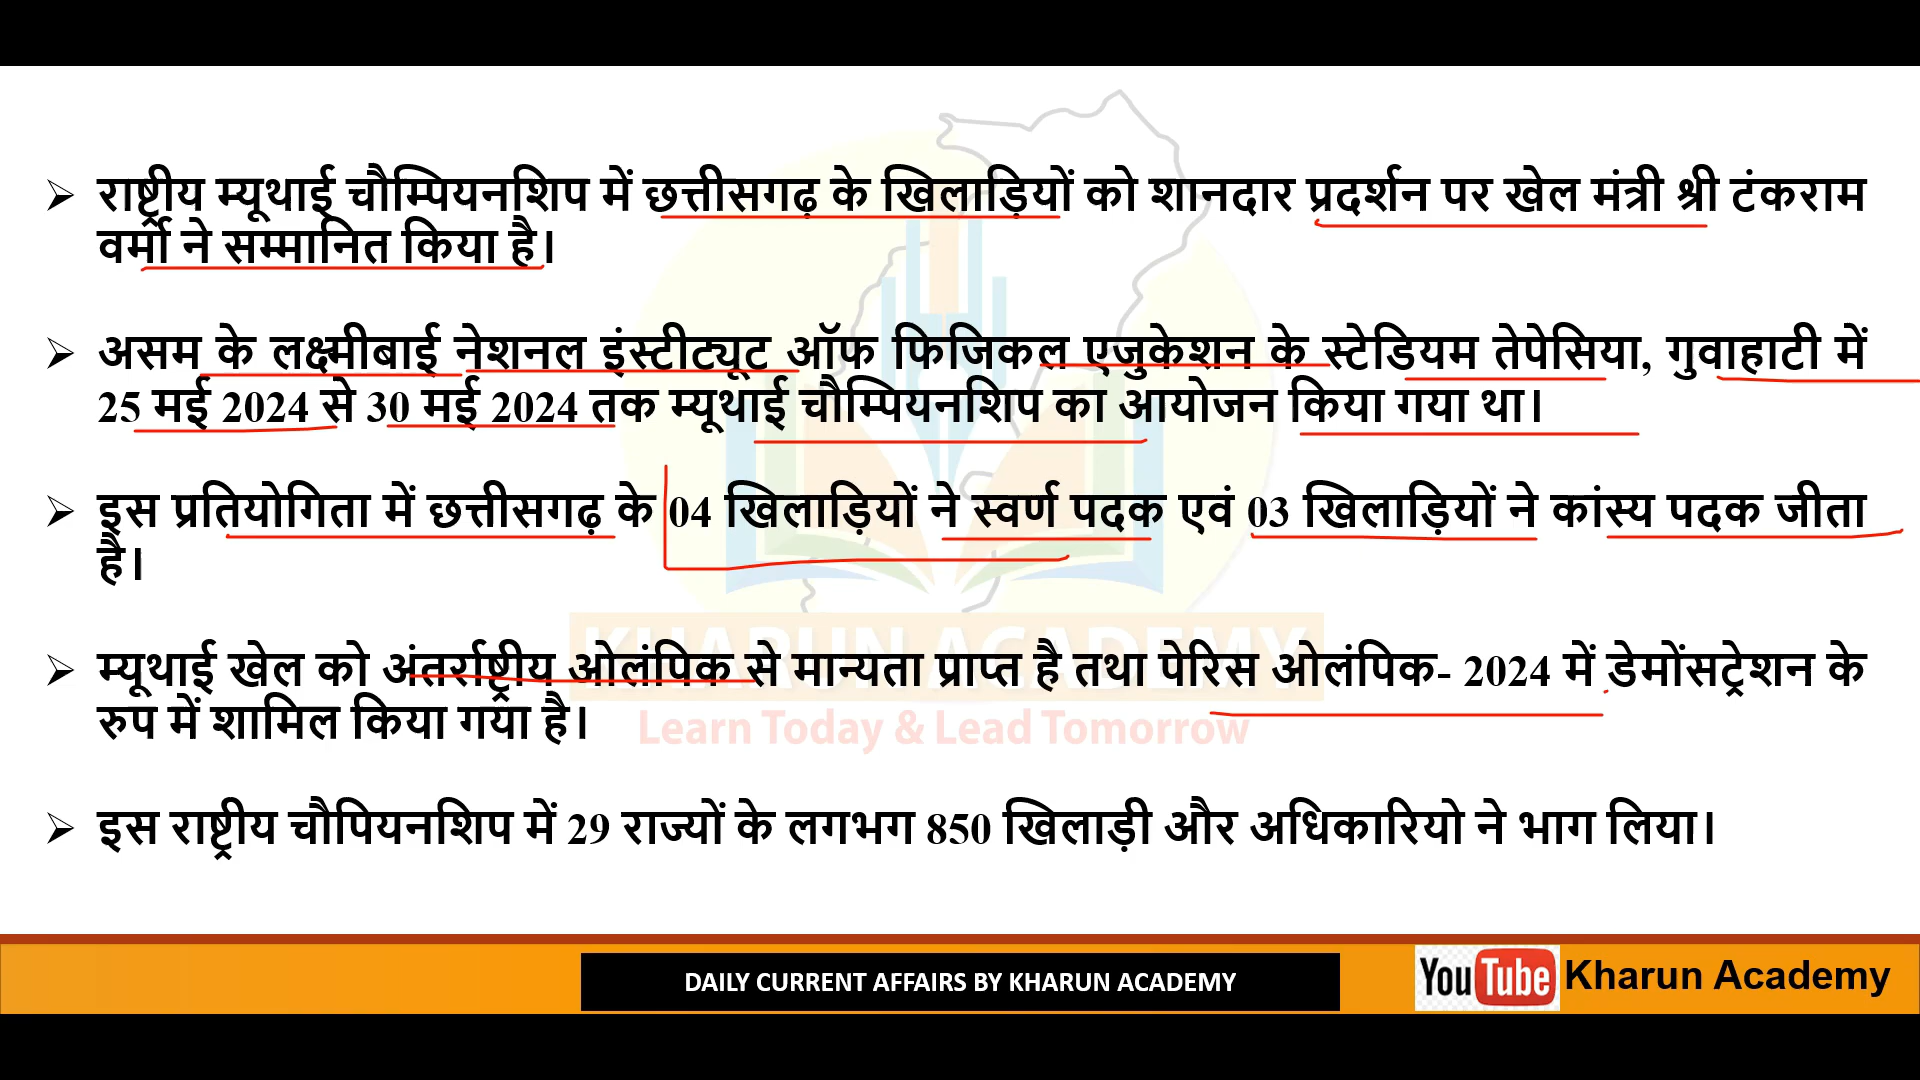 राष्ट्रीय म्यूथाई चौम्पियनशिप में छत्तीसगढ़ के खिलाड़ियों को शानदार प्रदर्शन पर खेल मंत्री श्री टंकराम
वर्मा ने सम्मानित किया है।
असम के लक्ष्मीबाई नेशनल इंस्टीट्यूट ऑफ फिजिकल एजुकेशन के स्टेडियम तेपेसिया, गुवाहाटी में
25 मई 2024 से 30 मई 2024 तक म्यूथाई चौम्पियनशिप का आयोजन किया गया था।
इस प्रतियोगिता में छत्तीसगढ़ के 04 खिलाड़ियों ने स्वर्ण पदक एवं 03 खिलाड़ियों ने कांस्य पदक जीता
है।
KHARUN ACADEMY
म्यूथाई खेल को अंतर्राष्ट्रीय ओलंपिक से मान्यता प्राप्त है तथा पेरिस ओलंपिक- 2024 में डेमोंसट्रेशन के
रुप में शामिल किया गया है।
Learn Today & Lead Tomorrow
इस राष्ट्रीय चौपियनशिप में 29 राज्यों के लगभग 850 खिलाड़ी और अधिकारियो ने भाग लिया।
DAILY CURRENT AFFAIRS BY KHARUN ACADEMY
YouTube Kharun Academy